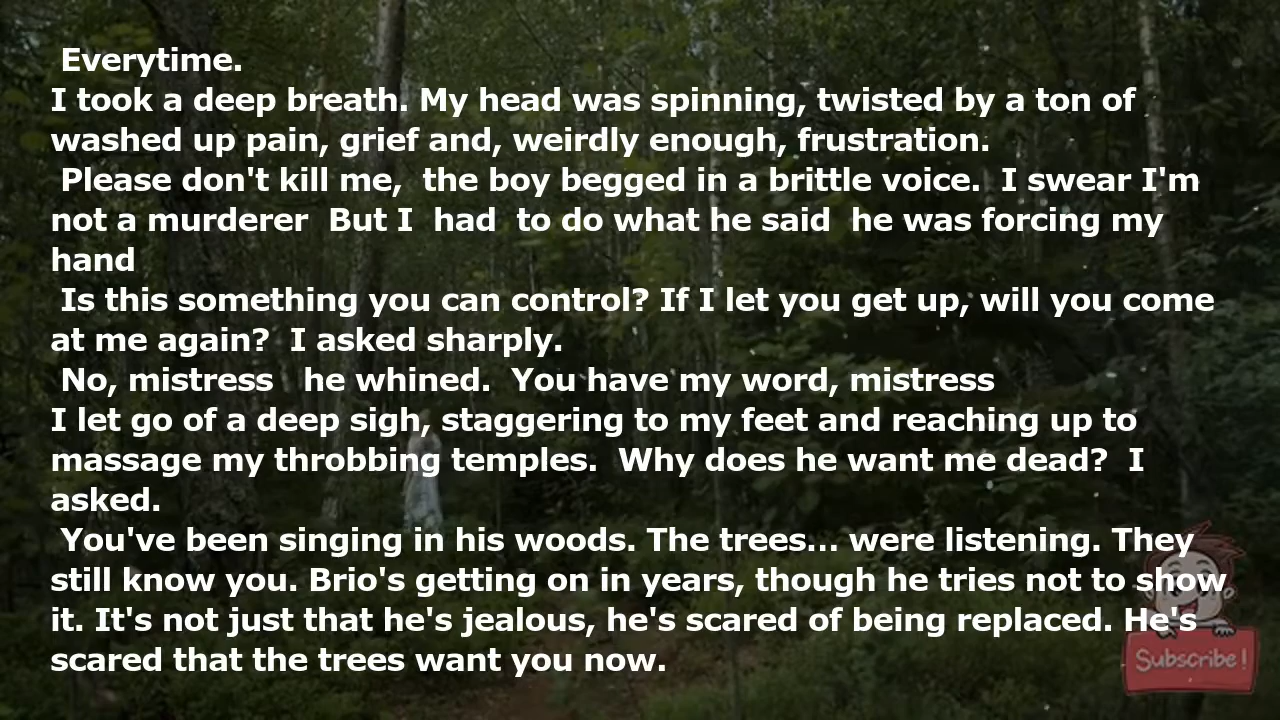 Everytime.
I took a deep breath. My head was spinning, twisted by a ton of
washed up pain, grief and, weirdly enough, frustration.
Please don't kill me,  the boy begged in a brittle voice.  I swear I'm
not a murderer  But I  had  to do what he said  he was forcing my
hand
Is this something you can control? If I let you get up, will you come
at me again?  I asked sharply.
No, mistress   he whined.  You have my word, mistress
I let go of a deep sigh, staggering to my feet and reaching up to
massage my throbbing temples.  Why does he want me dead?  I
asked.
You've been singing in his woods. The trees... were listening. They
still know you. Brio's getting on in years, though he tries not to show
it. It's not just that he's jealous, he's scared of being replaced. He's
scared that the trees want you now.
Subscribe!